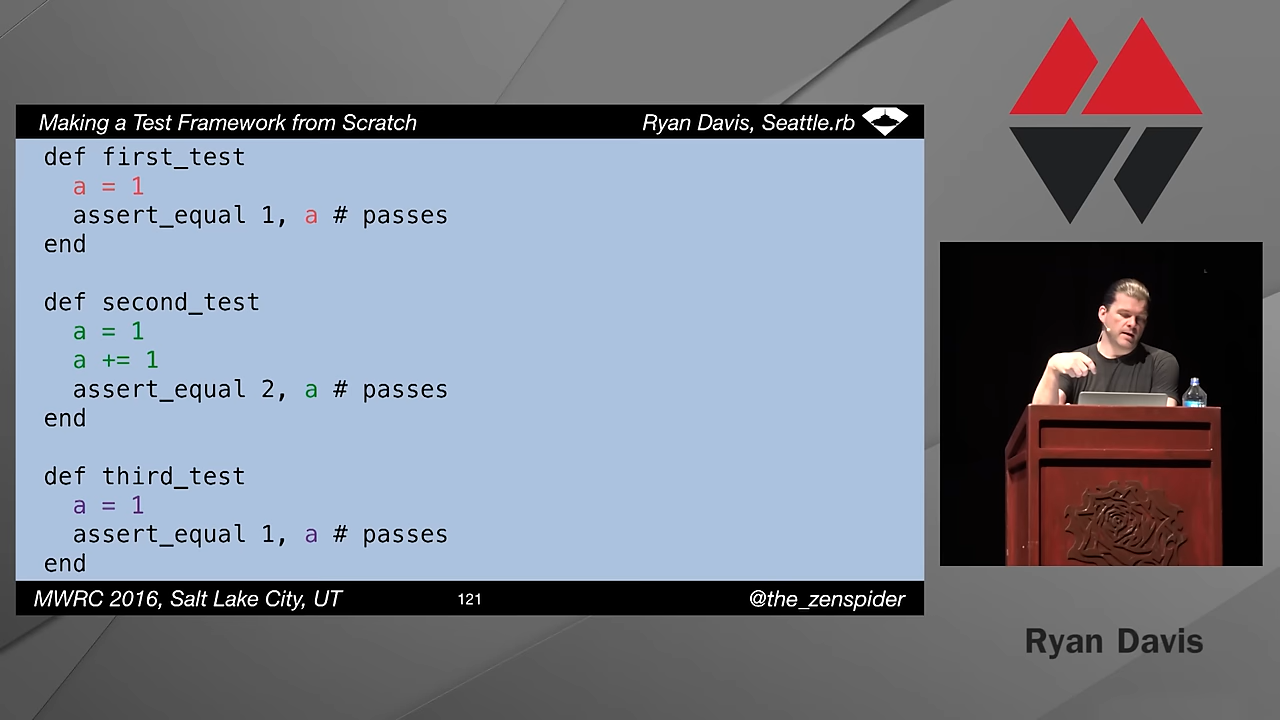 Making a Test Framework from Scratch
Ryan Davis, Seattle.rb
def first_test
  a = 1
  assert_equal 1, a # passes
end
def second_test
  a = 1
  a += 1
  assert_equal 2, a # passes
end
def third_test
  a = 1
  assert_equal 1, a # passes
end
MWRC 2016, Salt Lake City, UT
121
@the_zenspider
Ryan Davis